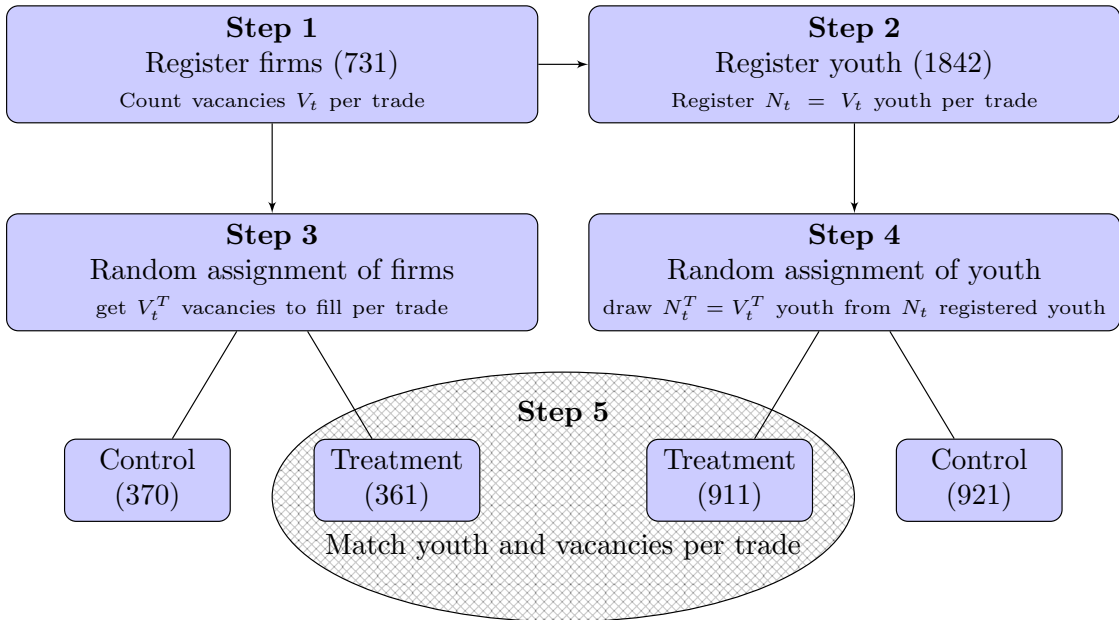 Step 1
Register firms (731)
Count vacancies V_t per trade
Step 2
Register youth (1842)
Register N_t = V_t youth per trade
Step 3
Random assignment of firms
get V_t^T vacancies to fill per trade
Step 4
Random assignment of youth
draw N_t^T = V_t^T youth from N_t registered youth
Step 5
Control
(370)
Treatment
(361)
Treatment
(911)
Control
(921)
Match youth and vacancies per trade